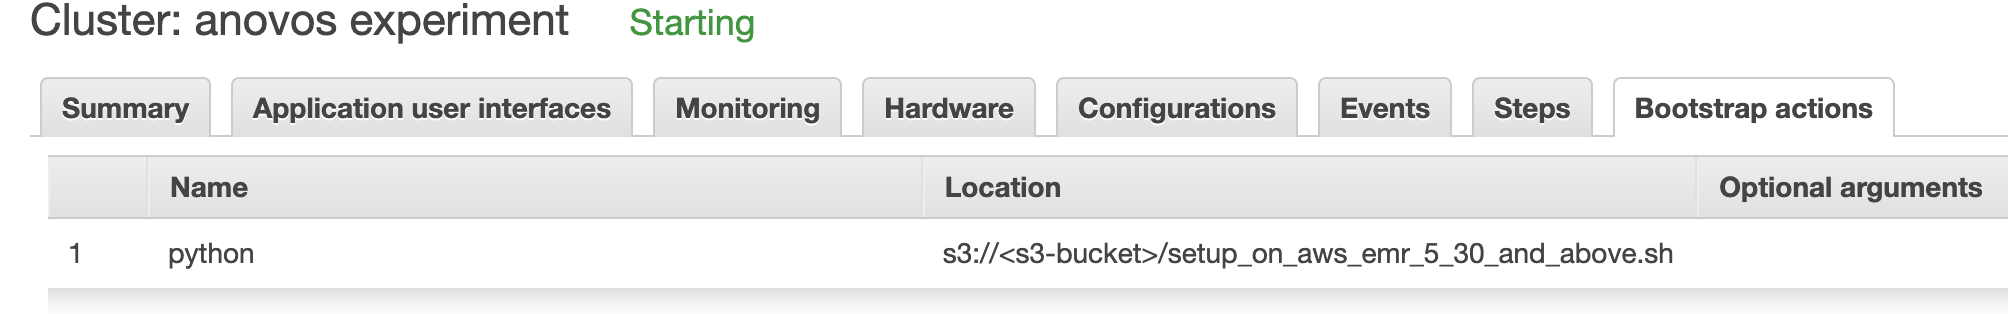 Cluster: anovos experiment Starting
Summary Application user interfaces Monitoring Hardware Configurations Events Steps Bootstrap actions
Name Location Optional arguments
1 python s3://<s3-bucket>/setup_on_aws_emr_5_30_and_above.sh